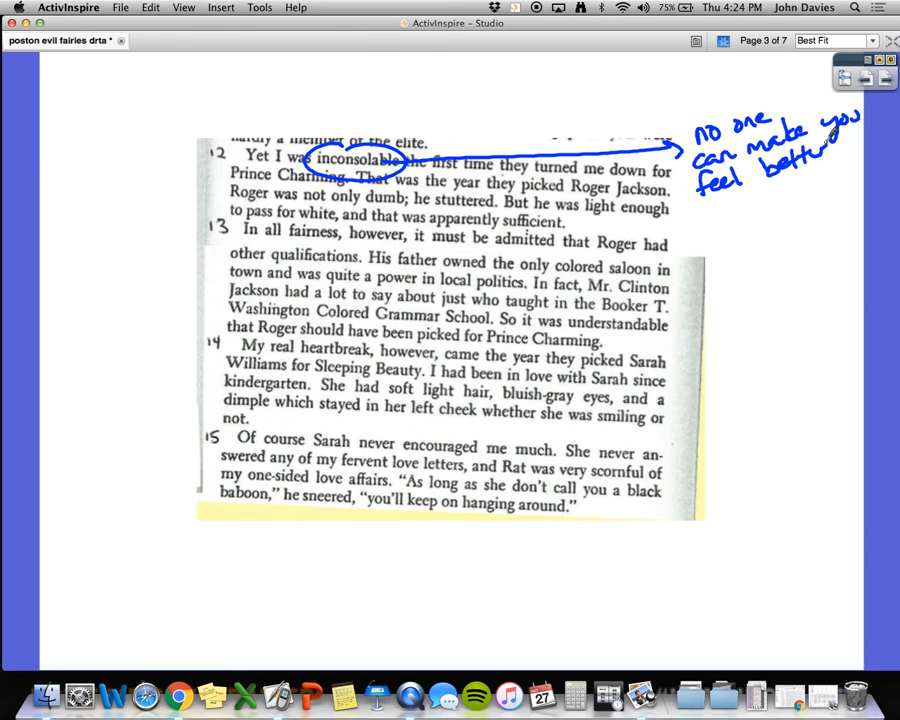 ActivInspire File Edit View Insert Tools Help 75% Thu 4:24 PM John Davies
ActivInspire - Studio
poston evil fairies drta * Page 3 of 7 Best Fit
hardly a member of the elite.
12 Yet I was inconsolable the first time they turned me down for
Prince Charming. That was the year they picked Roger Jackson.
Roger was not only dumb; he stuttered. But he was light enough
to pass for white, and that was apparently sufficient.
13 In all fairness, however, it must be admitted that Roger had
other qualifications. His father owned the only colored saloon in
town and was quite a power in local politics. In fact, Mr. Clinton
Jackson had a lot to say about just who taught in the Booker T.
Washington Colored Grammar School. So it was understandable
that Roger should have been picked for Prince Charming.
14 My real heartbreak, however, came the year they picked Sarah
Williams for Sleeping Beauty. I had been in love with Sarah since
kindergarten. She had soft light hair, bluish-gray eyes, and a
dimple which stayed in her left cheek whether she was smiling or
not.
15 Of course Sarah never encouraged me much. She never an-
swered any of my fervent love letters, and Rat was very scornful of
my one-sided love affairs. “As long as she don’t call you a black
baboon,” he sneered, “you’ll keep on hanging around.”
no one
can make you
feel better
27